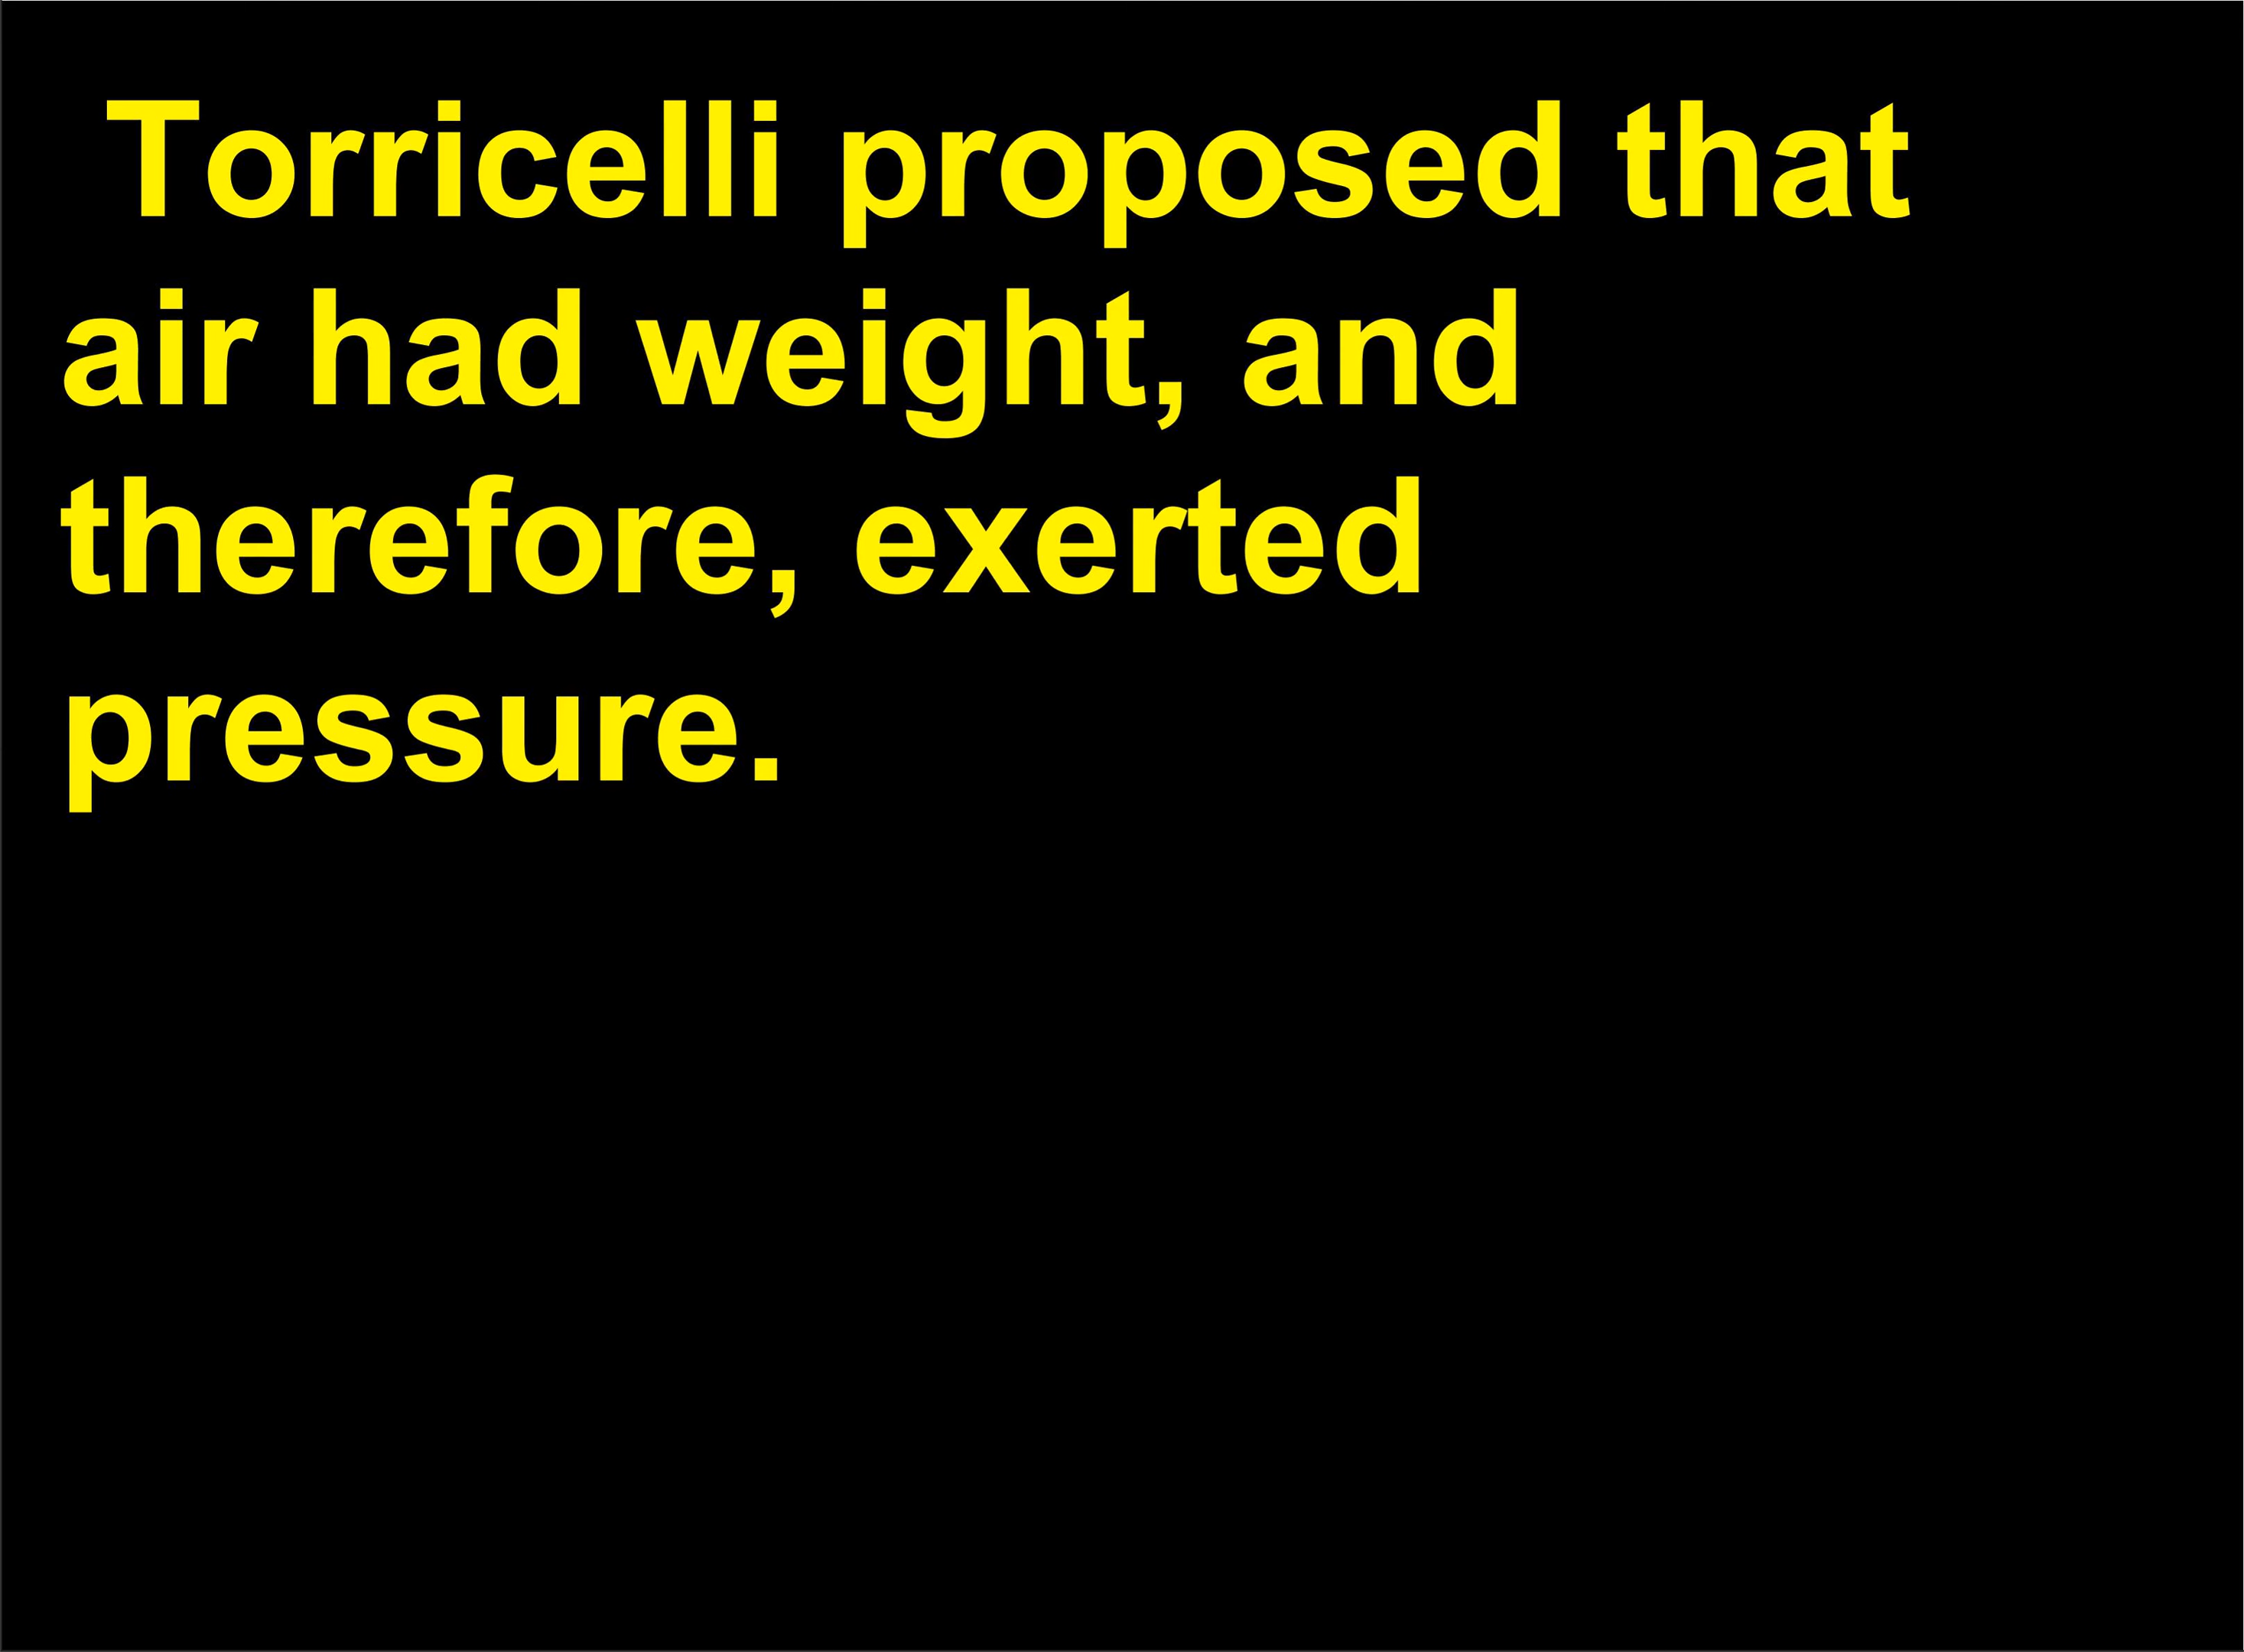 Torricelli proposed that
air had weight, and
therefore, exerted
pressure.